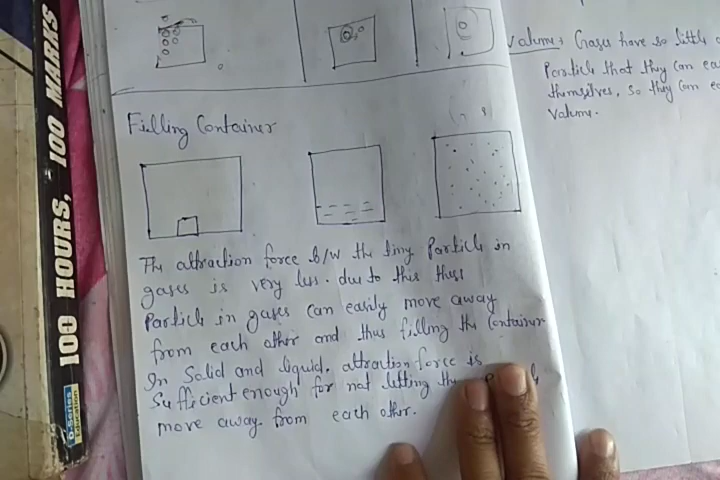 Filling Container
The attraction force b/w the tiny Particle in
gases is very less. due to this these
Particle in gases can easily move away
from each other and thus filling the Container
In Solid and liquid, attraction force is
Sufficient enough for not letting the
move away from each other.
Volume: Gases have so little
Particle that they can
themselves, so they can
Volume.
100 HOURS, 100 MARKS
Education